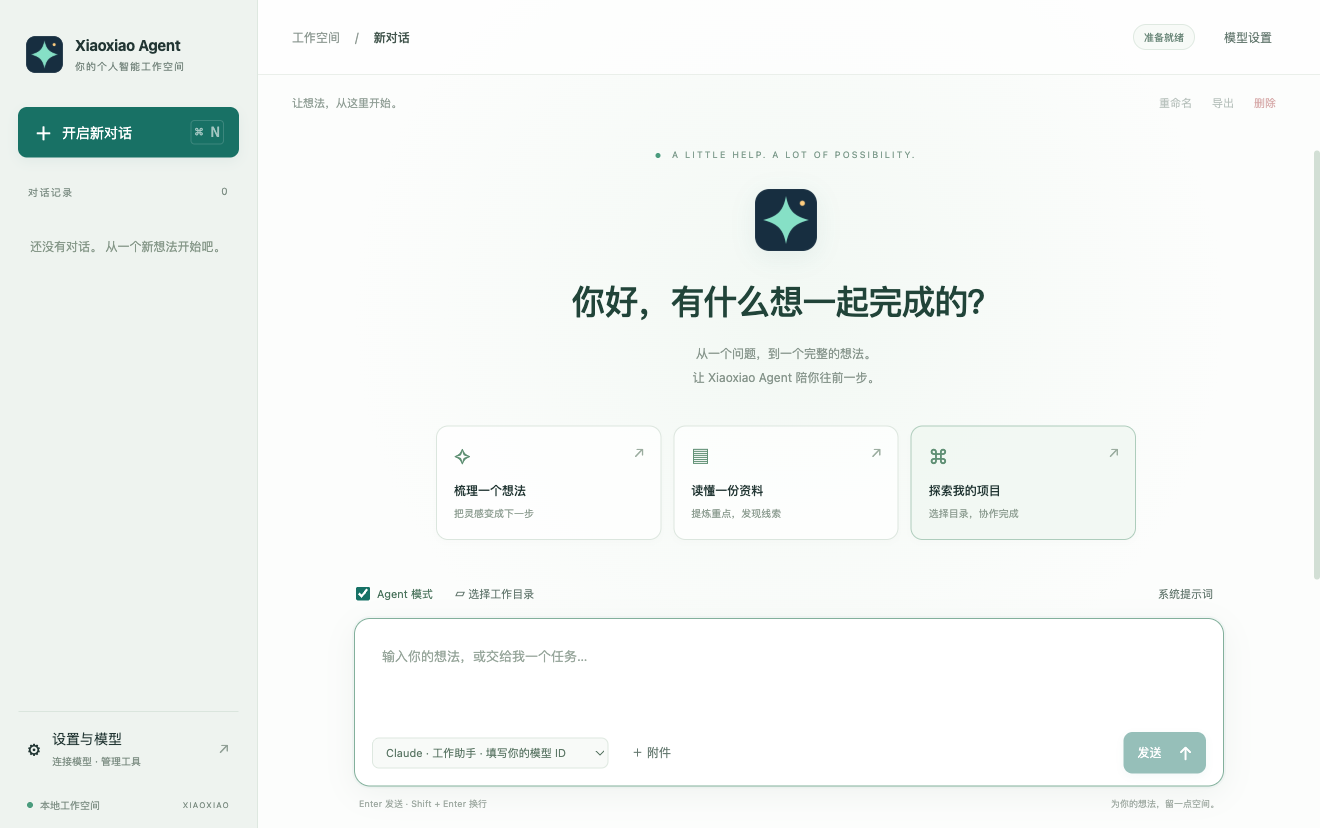 Xiaoxiao Agent
你的个人智能工作空间
+ 开启新对话 ⌘ N
对话记录 0
还没有对话。 从一个新想法开始吧。
设置与模型
连接模型 · 管理工具
本地工作空间 XIAOXIAO
工作空间 / 新对话
准备就绪 模型设置
让想法，从这里开始。
重命名 导出 删除
A LITTLE HELP. A LOT OF POSSIBILITY.
你好，有什么想一起完成的?
从一个问题，到一个完整的想法。
让 Xiaoxiao Agent 陪你往前一步。
梳理一个想法
把灵感变成下一步
读懂一份资料
提炼重点，发现线索
探索我的项目
选择目录，协作完成
Agent 模式 选择工作目录 系统提示词
输入你的想法，或交给我一个任务...
Claude · 工作助手 · 填写你的模型 ID + 附件 发送
Enter 发送 · Shift + Enter 换行 为你的想法，留一点空间。